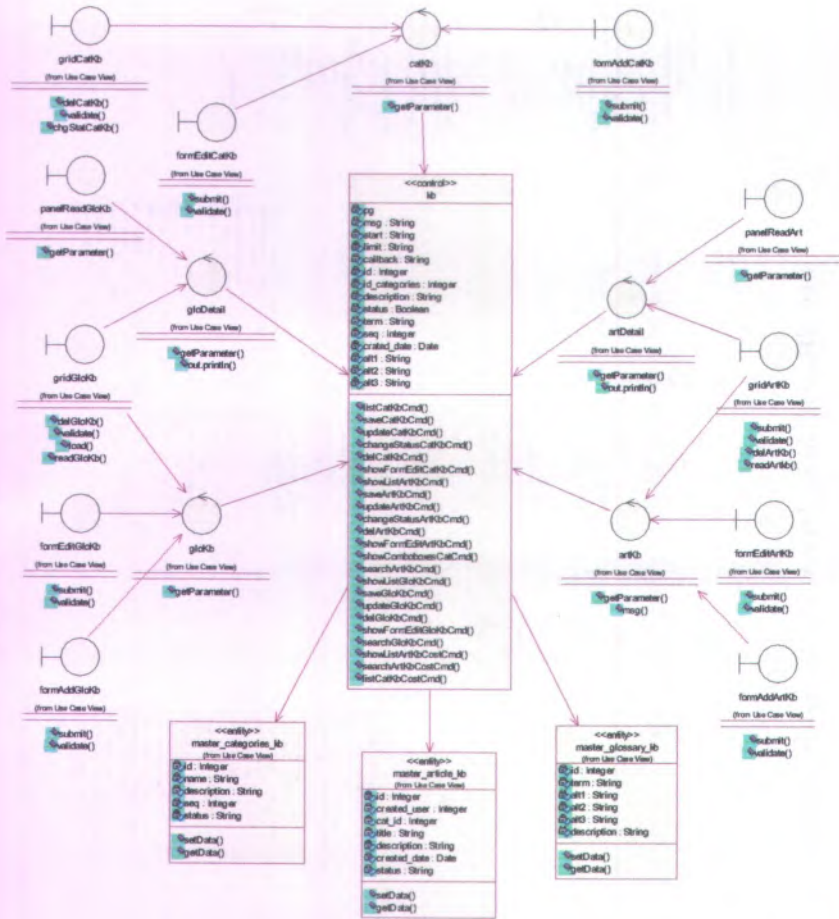 gridCatKb
(from Use Case View)
delCatKb()
validate()
chgStatCatKb()
catKb
(from Use Case View)
getParameter()
formAddCatKb
(from Use Case View)
submit()
validate()
formEditCatKb
(from Use Case View)
submit()
validate()
panelReadGloKb
(from Use Case View)
getParameter()
gloDetail
(from Use Case View)
getParameter()
out.println()
gridGloKb
(from Use Case View)
delGloKb()
validate()
load()
readGloKb()
formEditGloKb
(from Use Case View)
submit()
validate()
gloKb
(from Use Case View)
getParameter()
formAddGloKb
(from Use Case View)
submit()
validate()
<<control>>
kb
pg
msg : String
start : String
limit : String
callback : String
id : Integer
id_categories : Integer
description : String
status : Boolean
term : String
seq : Integer
crated_date : Date
alt1 : String
alt2 : String
alt3 : String
listCatKbCmd()
saveCatKbCmd()
updateCatKbCmd()
changeStatusCatKbCmd()
delCatKbCmd()
showFormEditCatKbCmd()
showListArtKbCmd()
saveArtKbCmd()
updateArtKbCmd()
changeStatusArtKbCmd()
delArtKbCmd()
showFormEditArtKbCmd()
showComboboxesCatCmd()
searchArtKbCmd()
showListGloKbCmd()
saveGloKbCmd()
updateGloKbCmd()
delGloKbCmd()
showFormEditGloKbCmd()
searchGloKbCmd()
showListArtKbCostCmd()
searchArtKbCostCmd()
listCatKbCostCmd()
panelReadArt
(from Use Case View)
getParameter()
artDetail
(from Use Case View)
getParameter()
out.println()
gridArtKb
(from Use Case View)
submit()
validate()
delArtKb()
readArtkb()
artKb
(from Use Case View)
getParameter()
msg()
formEditArtKb
(from Use Case View)
submit()
validate()
formAddArtKb
(from Use Case View)
submit()
validate()
<<entity>>
master_categories_kb
(from Use Case View)
id : Integer
name : String
description : String
seq : Integer
status : String
setData()
getData()
<<entity>>
master_article_kb
(from Use Case View)
id : Integer
created_user : Integer
cat_id : Integer
title : String
description : String
created_date : Date
status : String
setData()
getData()
<<entity>>
master_glossary_kb
(from Use Case View)
id : Integer
term : String
alt1 : String
alt2 : String
alt3 : String
description : String
setData()
getData()